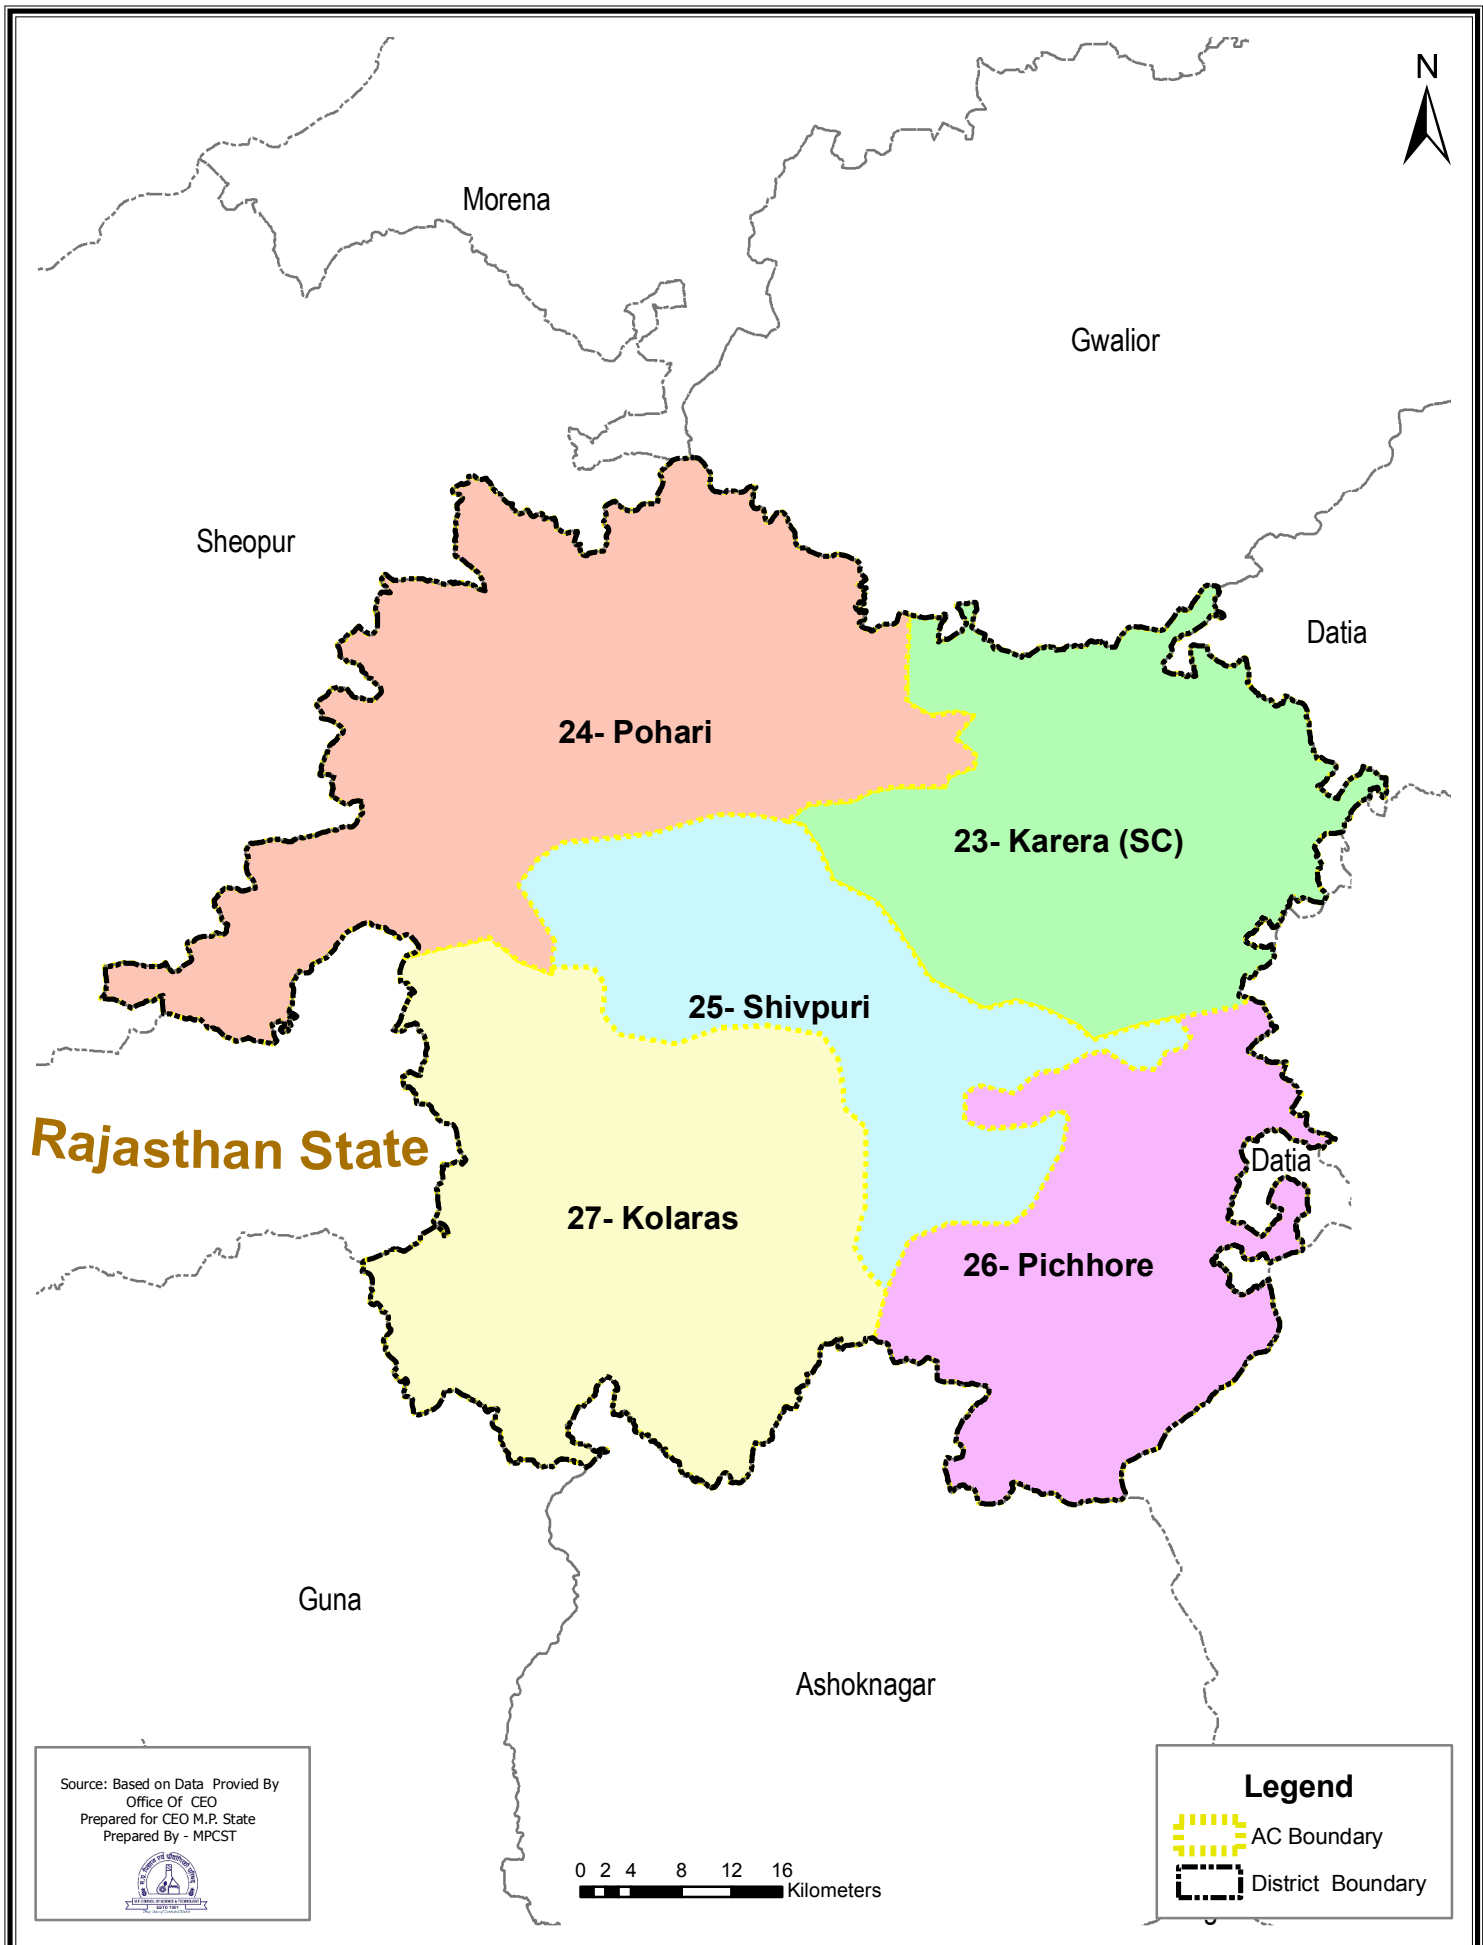 N
Morena
Gwalior
Sheopur
Datia
24- Pohari
23- Karera (SC)
25- Shivpuri
Rajasthan State
Datia
27- Kolaras
26- Pichhore
Guna
Ashoknagar
Source: Based on Data Provied By
Office Of CEO
Prepared for CEO M.P. State
Prepared By - MPCST
ESTD 1981
0 2 4 8 12 16
Kilometers
Legend
AC Boundary
District Boundary